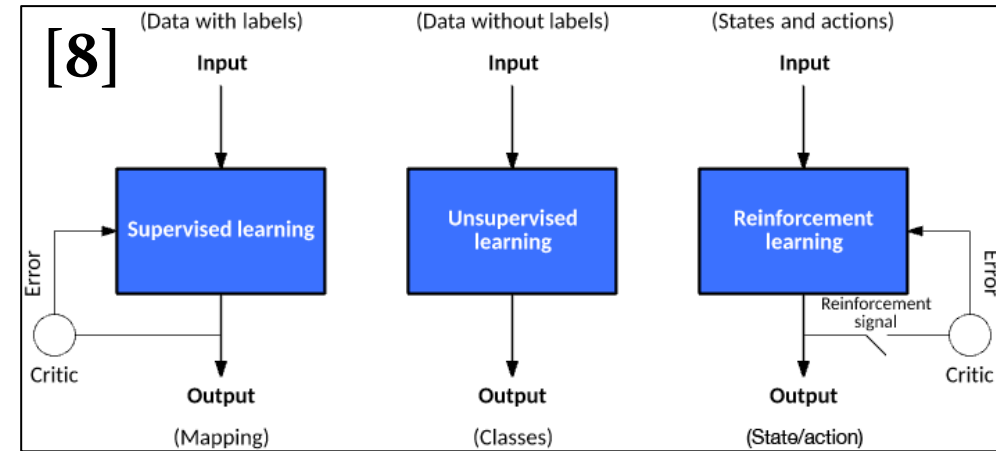 [8]
(Data with labels)
Input
Supervised learning
Error
Critic
Output
(Mapping)
(Data without labels)
Input
Unsupervised
learning
Output
(Classes)
(States and actions)
Input
Reinforcement
learning
Reinforcement
signal
Error
Critic
Output
(State/action)